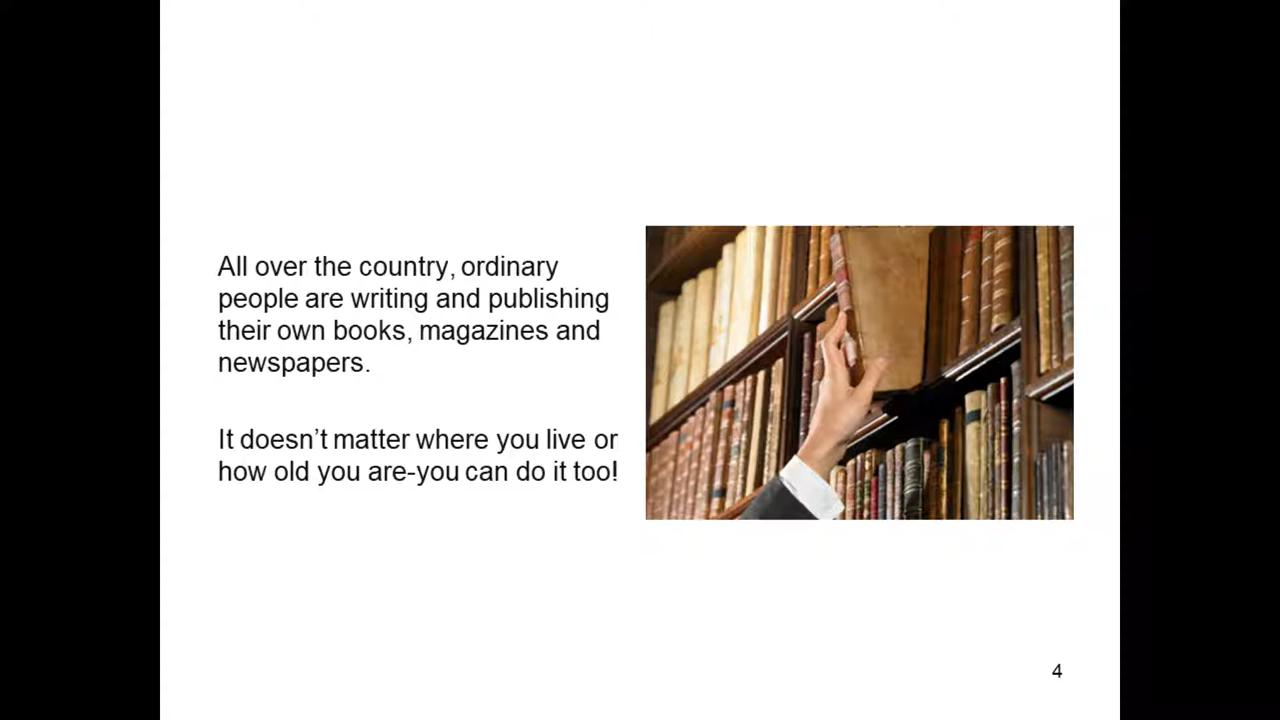 All over the country, ordinary
people are writing and publishing
their own books, magazines and
newspapers.
It doesn’t matter where you live or
how old you are-you can do it too!
4